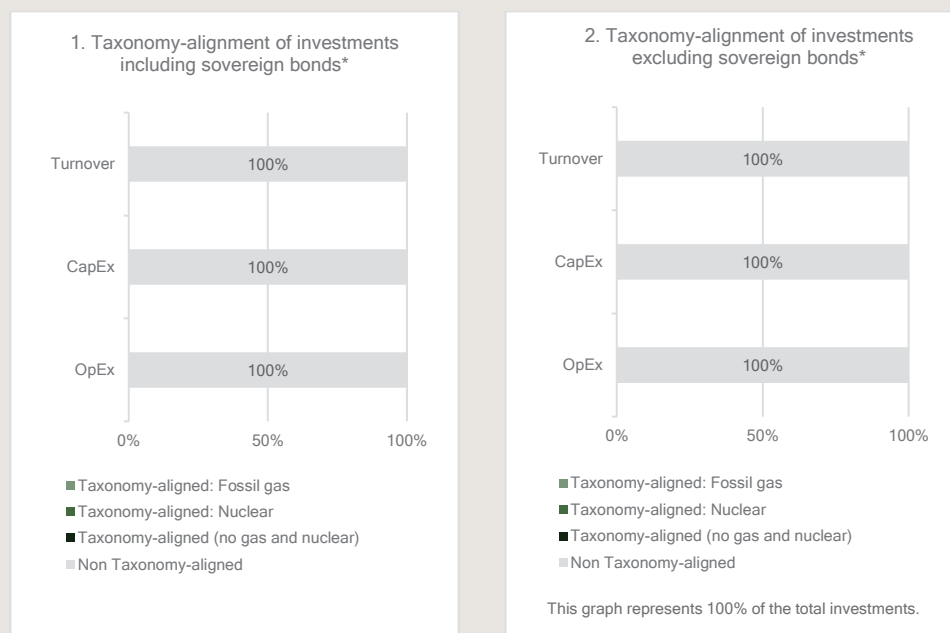 1. Taxonomy-alignment of investments
including sovereign bonds*
Turnover
100%
CapEx
100%
OpEx
100%
0%
50%
100%
Taxonomy-aligned: Fossil gas
Taxonomy-aligned: Nuclear
Taxonomy-aligned (no gas and nuclear)
Non Taxonomy-aligned
2. Taxonomy-alignment of investments
excluding sovereign bonds*
Turnover
100%
CapEx
100%
OpEx
100%
0%
50%
100%
Taxonomy-aligned: Fossil gas
Taxonomy-aligned: Nuclear
Taxonomy-aligned (no gas and nuclear)
Non Taxonomy-aligned
This graph represents 100% of the total investments.